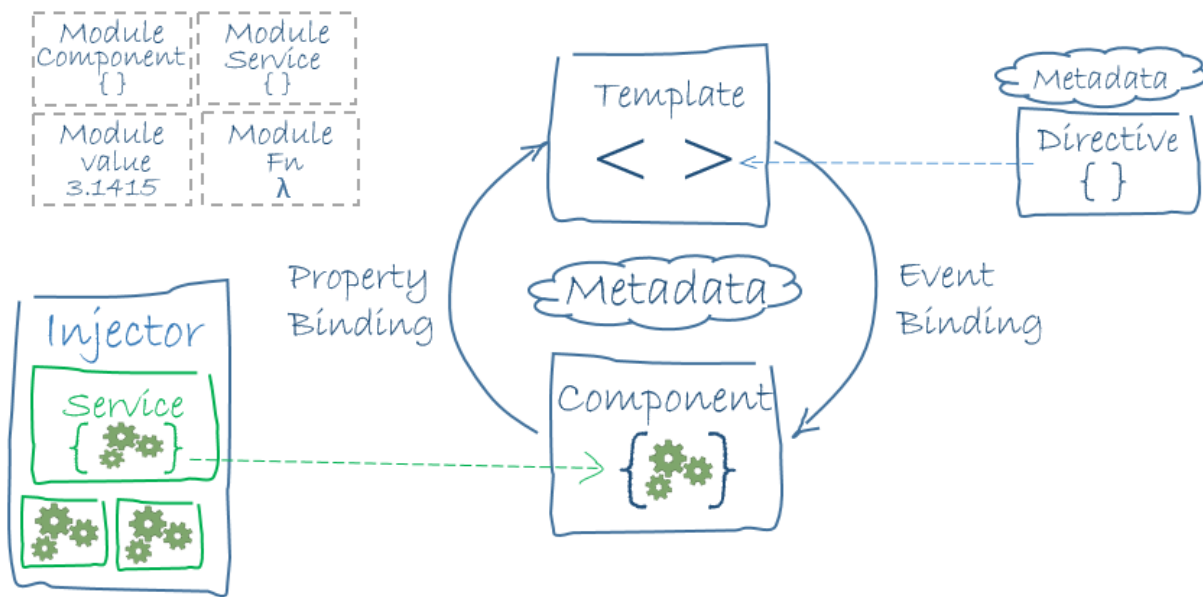 Module
Component
{ }
Module
Service
{ }
Module
value
3.1415
Module
Fn
λ
Template
< >
Metadata
Directive
{ }
Property
Binding
Metadata
Event
Binding
Injector
Service
{ }
Component
{ }